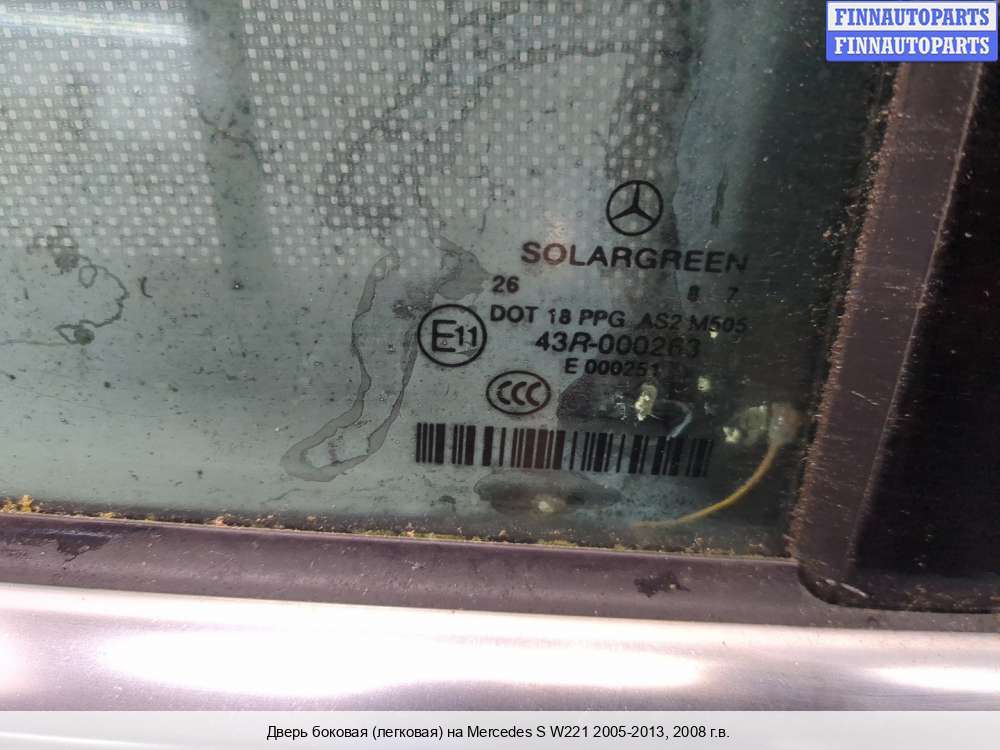 FINNAUTOPARTS
FINNAUTOPARTS
SOLARGREEN
26 8 7
DOT 18 PPG AS2 M505
E11
43R-000263
E 000251
CCC
Дверь боковая (легковая) на Mercedes S W221 2005-2013, 2008 г.в.